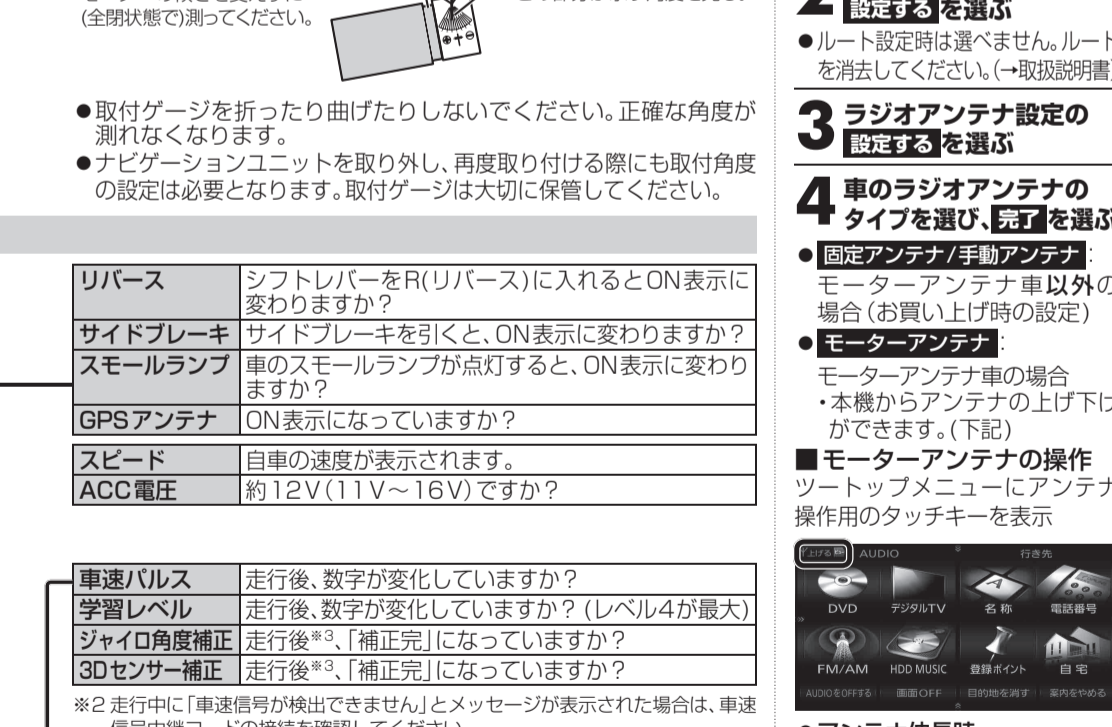 (全閉状態で)測ってください。
●取付ゲージを折ったり曲げたりしないでください。正確な角度が
測れなくなります。
●ナビゲーションユニットを取り外し、再度取り付ける際にも取付角度
の設定は必要となります。取付ゲージは大切に保管してください。
リバース シフトレバーをR(リバース)に入れるとON表示に
変わりますか？
サイドブレーキ サイドブレーキを引くと、ON表示に変わりますか？
スモールランプ 車のスモールランプが点灯すると、ON表示に変わり
ますか？
GPSアンテナ ON表示になっていますか？
スピード 自車の速度が表示されます。
ACC電圧 約12V(11V～16V)ですか？
車速パルス 走行後、数字が変化していますか？
学習レベル 走行後、数字が変化していますか？(レベル4が最大)
ジャイロ角度補正 走行後※3、「補正完」になっていますか？
3Dセンサー補正 走行後※3、「補正完」になっていますか？
※2 走行中に「車速信号が検出できません」とメッセージが表示された場合は、車速
2 設定する を選ぶ
●ルート設定時は選べません。ルート
を消去してください。(→取扱説明書)
3 ラジオアンテナ設定の
設定する を選ぶ
4 車のラジオアンテナの
タイプを選び、完了 を選ぶ
● 固定アンテナ/手動アンテナ :
モーターアンテナ車以外の
場合(お買い上げ時の設定)
● モーターアンテナ :
モーターアンテナ車の場合
・本機からアンテナの上げ下げ
ができます。(下記)
■モーターアンテナの操作
ツートップメニューにアンテナ
操作用のタッチキーを表示
上げる AUDIO 行き先
DVD デジタルTV 名称 電話番号
FM/AM HDD MUSIC 登録ポイント 自宅
AUDIOをOFFする 画面OFF 目的地を消す 案内をやめる